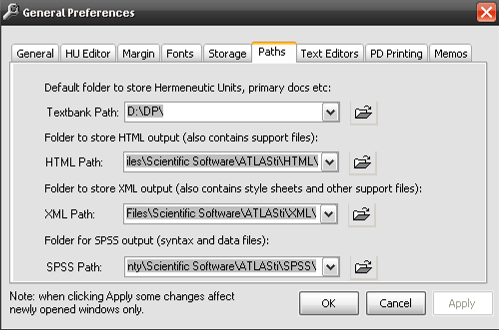 General Preferences
General HU Editor Margin Fonts Storage Paths Text Editors PD Printing Memos
Default folder to store Hermeneutic Units, primary docs etc:
Textbank Path: D:\DP\
Folder to store HTML output (also contains support files):
HTML Path: iles\Scientific Software\ATLASti\HTML\
Folder to store XML output (also contains style sheets and other support files):
XML Path: Files\Scientific Software\ATLASti\XML\
Folder for SPSS output (syntax and data files):
SPSS Path: nty\Scientific Software\ATLASti\SPSS\
Note: when clicking Apply some changes affect
newly opened windows only.
OK Cancel Apply